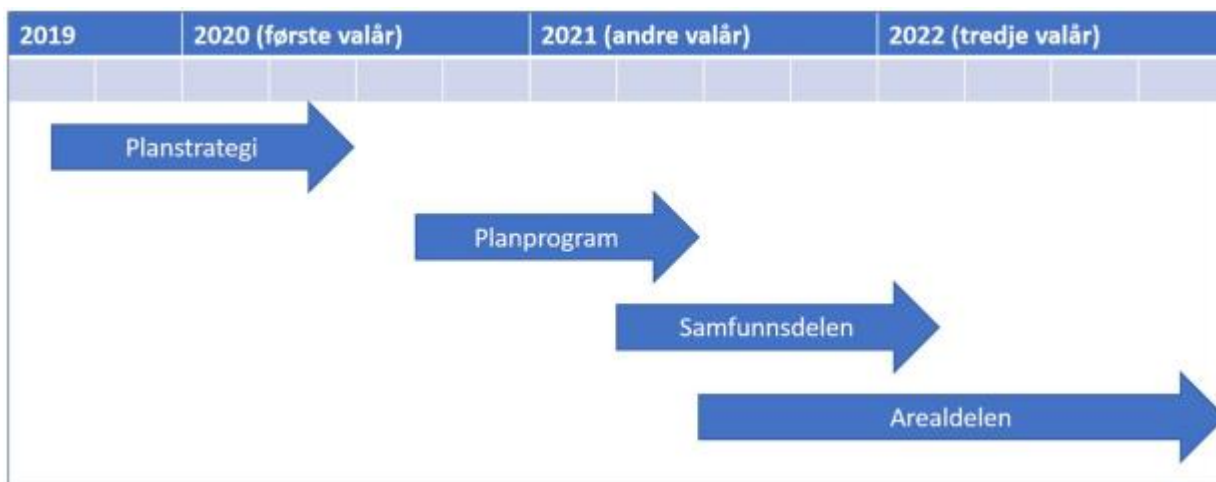 2019 2020 (første valår) 2021 (andre valår) 2022 (tredje valår)
Planstrategi
Planprogram
Samfunnsdelen
Arealdelen